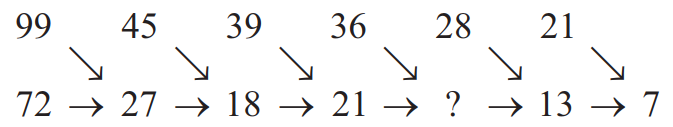 99 45 39 36 28 21
↘ ↘ ↘ ↘ ↘ ↘
72 → 27 → 18 → 21 → ? → 13 → 7